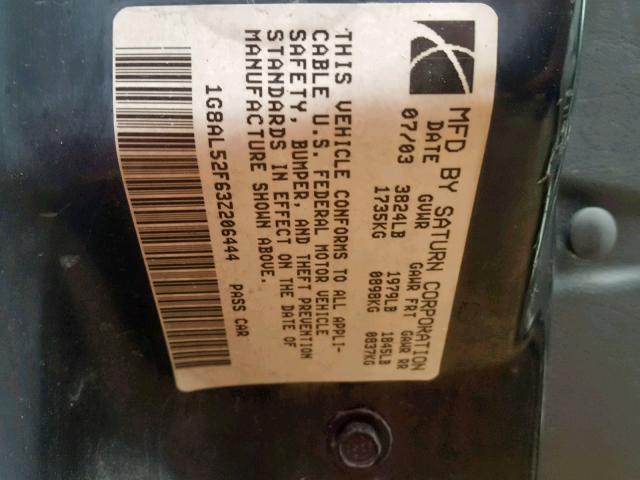 MFD BY SATURN CORPORATION
DATE GVWR GAWR FRT GAWR RR
07/03 3824LB 1979LB 1845LB
1735KG 0898KG 0837KG
THIS VEHICLE CONFORMS TO ALL APPLI-
CABLE U.S. FEDERAL MOTOR VEHICLE
SAFETY, BUMPER, AND THEFT PREVENTION
STANDARDS IN EFFECT ON THE DATE OF
MANUFACTURE SHOWN ABOVE.
1G8AL52F63Z206444 PASS CAR